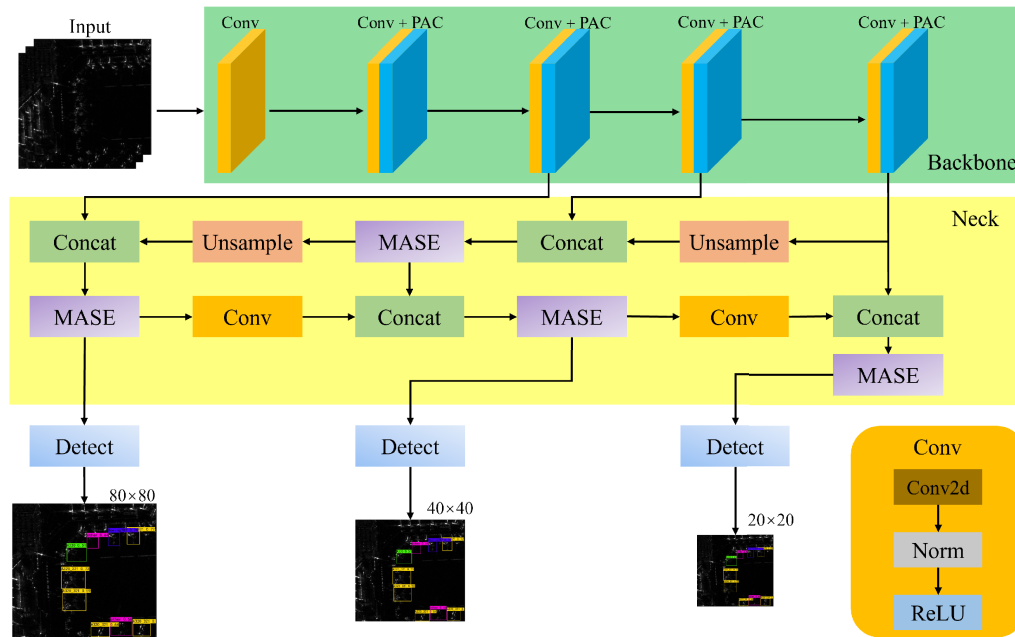 Input
Conv
Conv + PAC
Conv + PAC
Conv + PAC
Conv + PAC
Backbone
Neck
Concat
Unsample
MASE
Concat
Unsample
MASE
Conv
Concat
MASE
Conv
Concat
MASE
Detect
Detect
Detect
80×80
40×40
20×20
Conv
Conv2d
Norm
ReLU